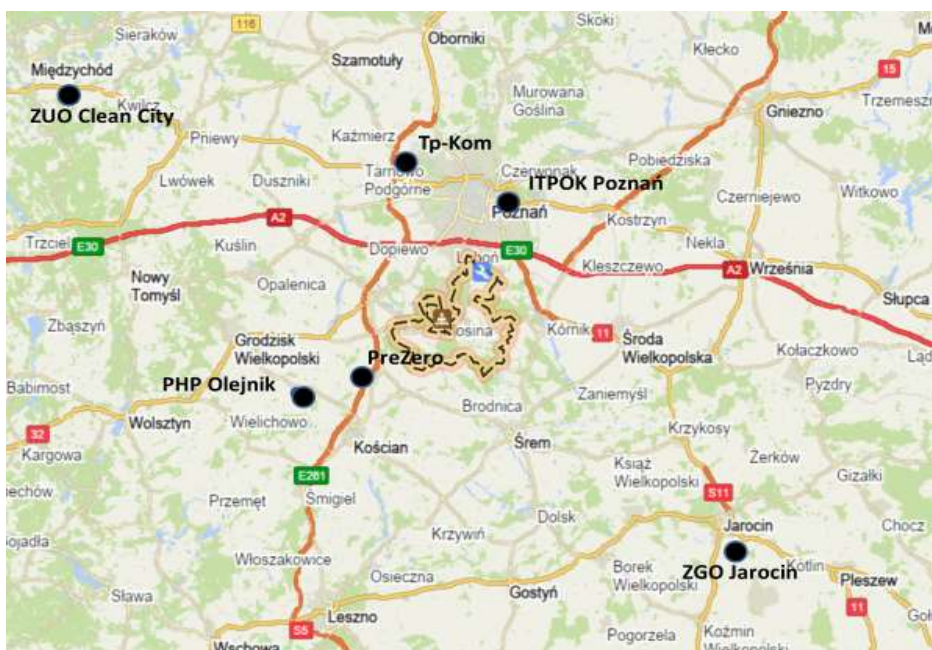 Skoki
Sieraków
116
Oborniki
Kłecko
Międzychód
Szamotuły
15
Murowana
Goślina
Gniezno
Trzemeszn
Kwilcz
ZUO Clean City
Pniewy
Kaźmierz
Tp-Kom
Tarnowo
Podgórne
Czerwonak
Pobiedziska
Lwówek
Duszniki
ITPOK Poznań
Czerniejewo
Witkowo
Poznań
Kostrzyn
A2
Trzciel
E30
Kuślin
Dopiewo
Luboń
E30
Nekla
Kleszczewo
A2
Września
Nowy
Tomyśl
Opalenica
Słupca
Zbąszyń
Kórnik
11
Środa
Wielkopolska
osina
Grodzisk
Wielkopolski
PreZero
Kołaczkowo
Ląd
Babimost
PHP Olejnik
Zaniemyśl
Pyzdry
Wolsztyn
Wielichowo
Brodnica
32
Kargowa
Kościan
Śrem
Krzykosy
E261
Książ
Wielkopolski
Żerków
Giżałki
Przemęt
Śmigiel
S11
Dolsk
Jarocin
Chocz
Krzywiń
Włoszakowice
ZGO Jarocin
Kotlin
Osieczna
Borek
Wielkopolski
Pleszew
Sława
Gostyń
11
Leszno
S5
Pogorzela
Koźmin
Wielkopolski
Wschowa